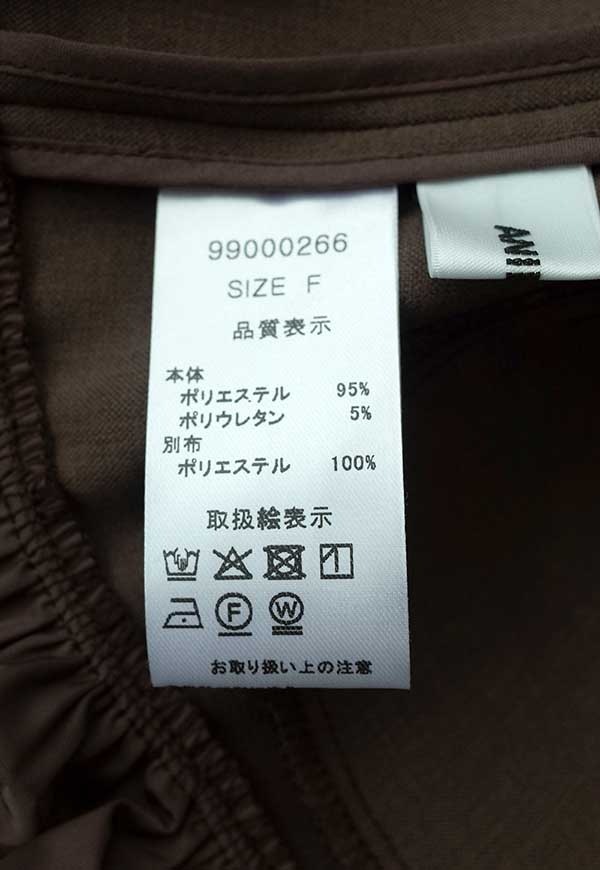 99000266
SIZE F
品質表示
本体
ポリエステル 95%
ポリウレタン 5%
別布
ポリエステル 100%
取扱絵表示
F W
お取り扱い上の注意